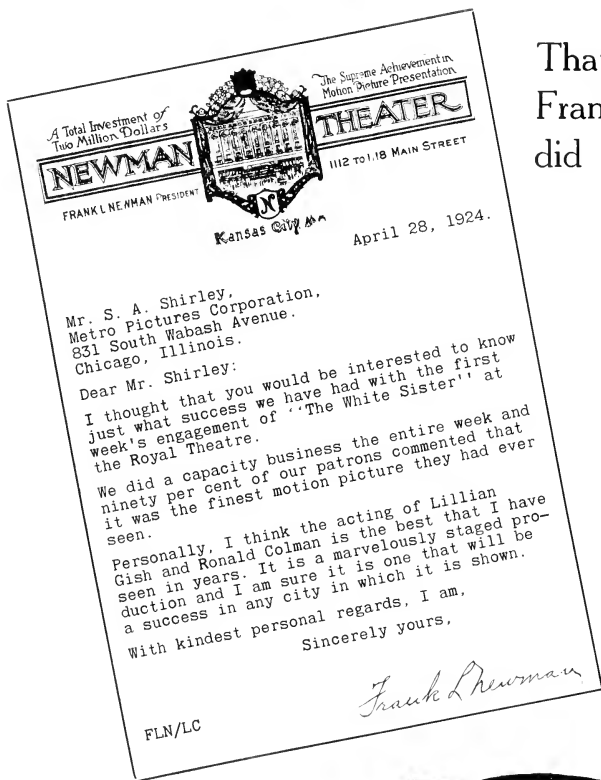 Tha
Fran
did
A Total Investment of
Two Million Dollars
The Supreme Achievement in
Motion Picture Presentation
NEWMAN THEATER
FRANK L NEWMAN PRESIDENT
1112 TO 1118 MAIN STREET
N
Kansas City Mo
April 28, 1924.
Mr. S. A. Shirley,
Metro Pictures Corporation,
831 South Wabash Avenue.
Chicago, Illinois.
Dear Mr. Shirley:
I thought that you would be interested to know
just what success we have had with the first
week's engagement of ''The White Sister'' at
the Royal Theatre.
We did a capacity business the entire week and
ninety per cent of our patrons commented that
it was the finest motion picture they had ever
seen.
Personally, I think the acting of Lillian
Gish and Ronald Colman is the best that I have
seen in years. It is a marvelously staged pro-
duction and I am sure it is one that will be
a success in any city in which it is shown.
With kindest personal regards, I am,
Sincerely yours,
Frank L Newman
FLN/LC